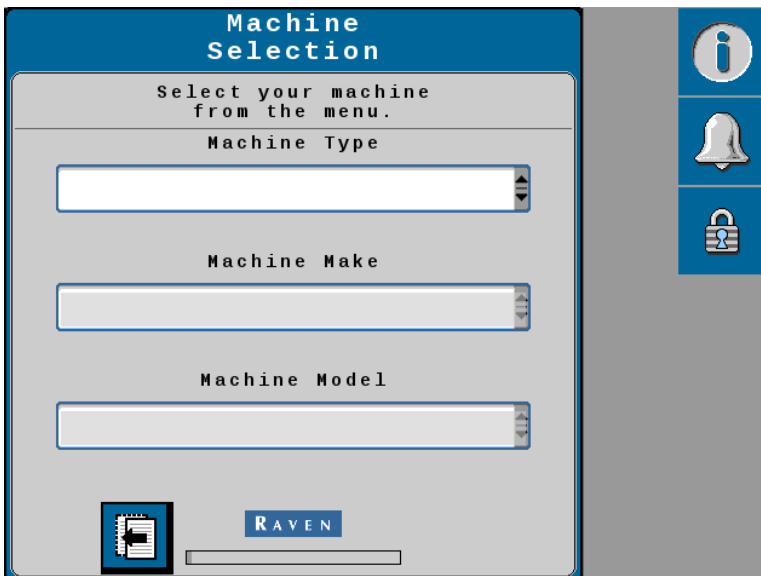 Machine
Selection
Select your machine
from the menu.
Machine Type
Machine Make
Machine Model
RAVEN